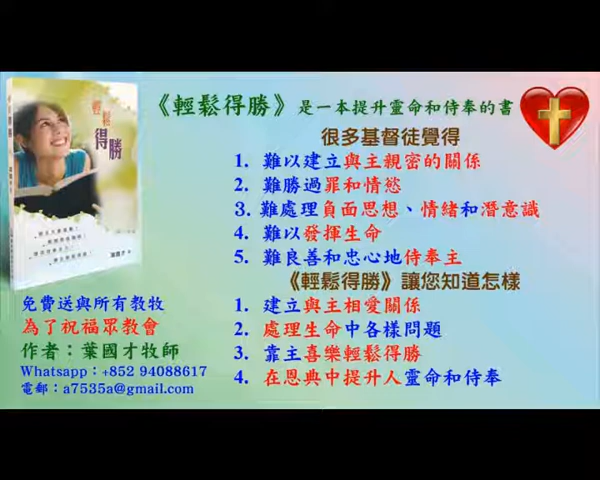 輕鬆
得勝
葉國才 著
《輕鬆得勝》是一本提升靈命和侍奉的書
很多基督徒覺得
1. 難以建立與主親密的關係
2. 難勝過罪和情慾
3. 難處理負面思想、情緒和潛意識
4. 難以發揮生命
5. 難良善和忠心地侍奉主
《輕鬆得勝》讓您知道怎樣
1. 建立與主相愛關係
2. 處理生命中各樣問題
3. 靠主喜樂輕鬆得勝
4. 在恩典中提升人靈命和侍奉
免費送與所有教牧
為了祝福眾教會
作者：葉國才牧師
Whatsapp：+852 94088617
電郵：a7535a@gmail.com